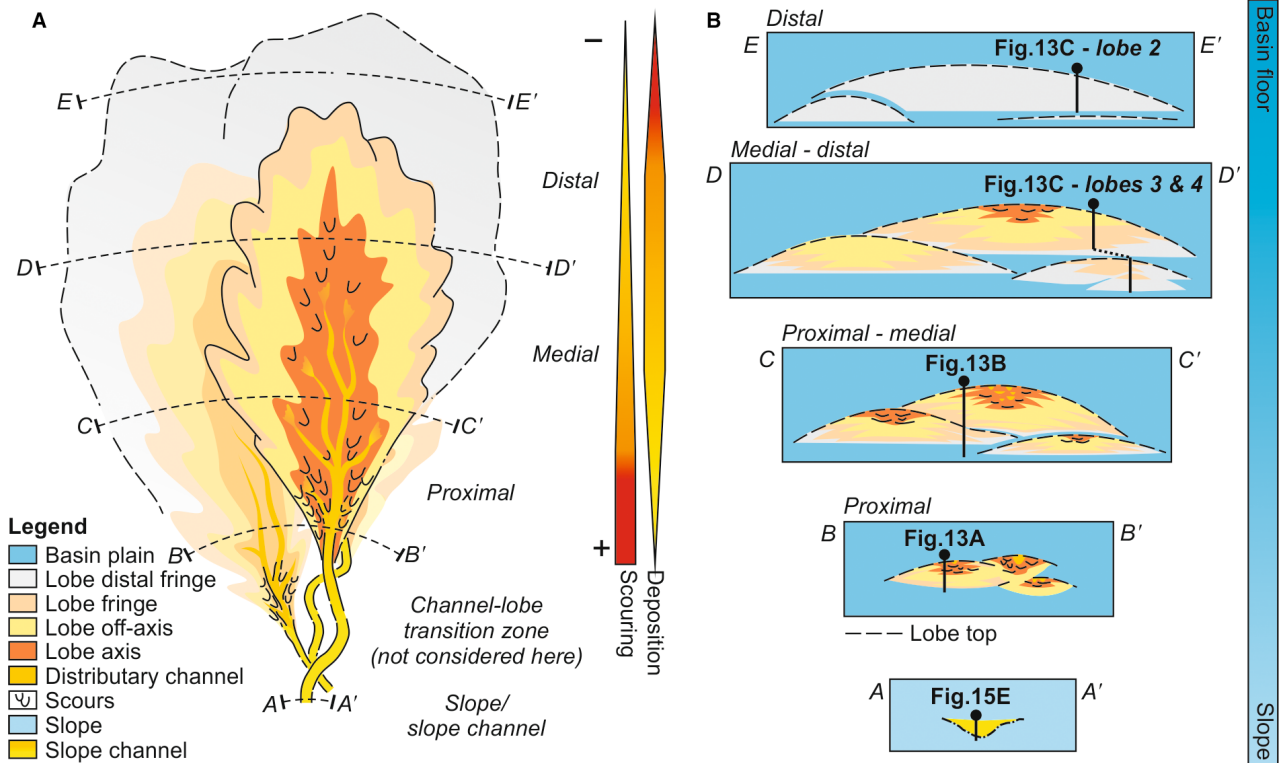 A
E
E'
D
D'
C
C'
B
B'
A
A'
Distal
Medial
Proximal
Channel-lobe
transition zone
(not considered here)
Slope/
slope channel
Legend
Basin plain
Lobe distal fringe
Lobe fringe
Lobe off-axis
Lobe axis
Distributary channel
Scours
Slope
Slope channel
–
+
Scouring
Deposition
B
Distal
E
E'
Fig.13C - lobe 2
Medial - distal
D
D'
Fig.13C - lobes 3 & 4
Proximal - medial
C
C'
Fig.13B
Proximal
B
B'
Fig.13A
Lobe top
A
A'
Fig.15E
Basin floor
Slope